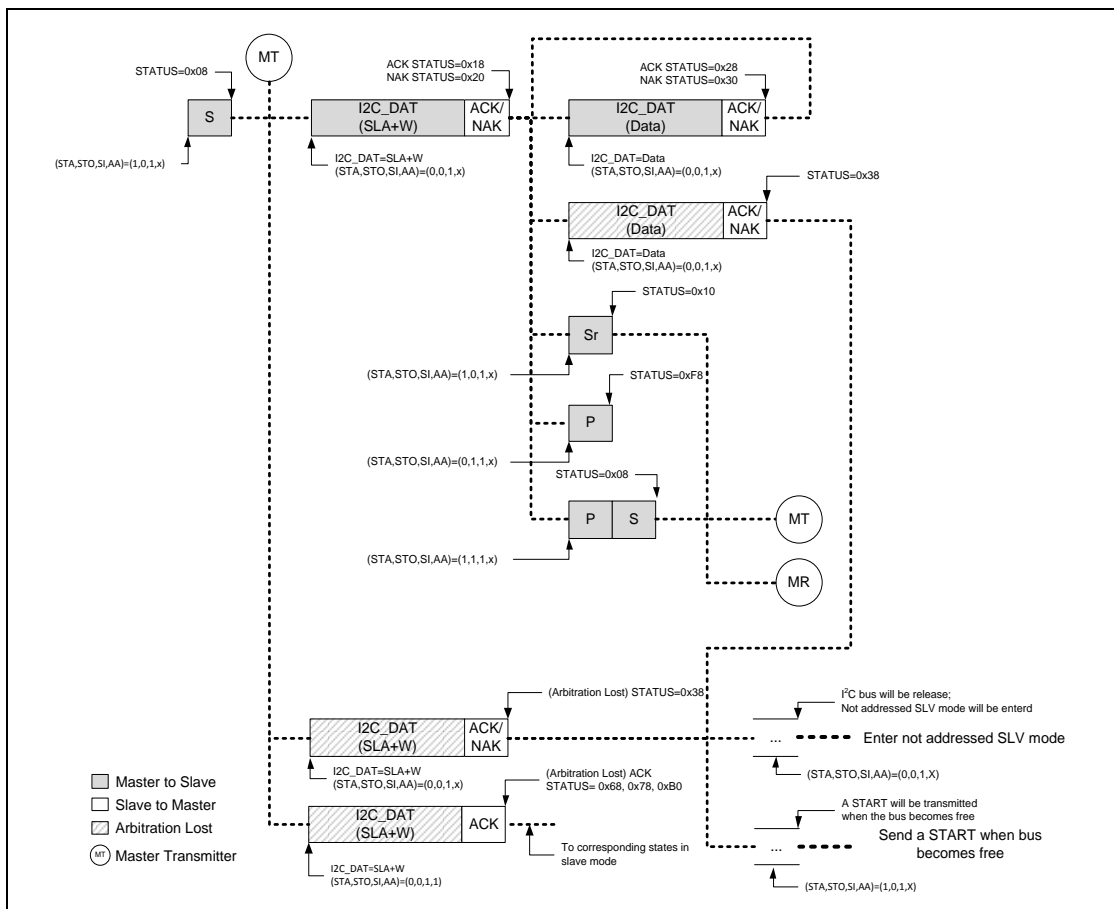 MT
STATUS=0x08
ACK STATUS=0x18
NAK STATUS=0x20
ACK STATUS=0x28
NAK STATUS=0x30
S
I2C_DAT
(SLA+W)
ACK/
NAK
I2C_DAT
(Data)
ACK/
NAK
(STA,STO,SI,AA)=(1,0,1,x)
I2C_DAT=SLA+W
(STA,STO,SI,AA)=(0,0,1,x)
I2C_DAT=Data
(STA,STO,SI,AA)=(0,0,1,x)
STATUS=0x38
I2C_DAT
(Data)
ACK/
NAK
I2C_DAT=Data
(STA,STO,SI,AA)=(0,0,1,x)
STATUS=0x10
Sr
(STA,STO,SI,AA)=(1,0,1,x)
STATUS=0xF8
P
(STA,STO,SI,AA)=(0,1,1,x)
STATUS=0x08
P
S
MT
(STA,STO,SI,AA)=(1,1,1,x)
MR
(Arbitration Lost) STATUS=0x38
I2C_DAT
(SLA+W)
ACK/
NAK
I2C_DAT=SLA+W
(STA,STO,SI,AA)=(0,0,1,x)
I²C bus will be release;
Not addressed SLV mode will be enterd
...
Enter not addressed SLV mode
(STA,STO,SI,AA)=(0,0,1,X)
(Arbitration Lost) ACK
STATUS= 0x68, 0x78, 0xB0
I2C_DAT
(SLA+W)
ACK
To corresponding states in
slave mode
I2C_DAT=SLA+W
(STA,STO,SI,AA)=(0,0,1,1)
A START will be transmitted
when the bus becomes free
...
Send a START when bus
becomes free
(STA,STO,SI,AA)=(1,0,1,X)
Master to Slave
Slave to Master
Arbitration Lost
MT
Master Transmitter